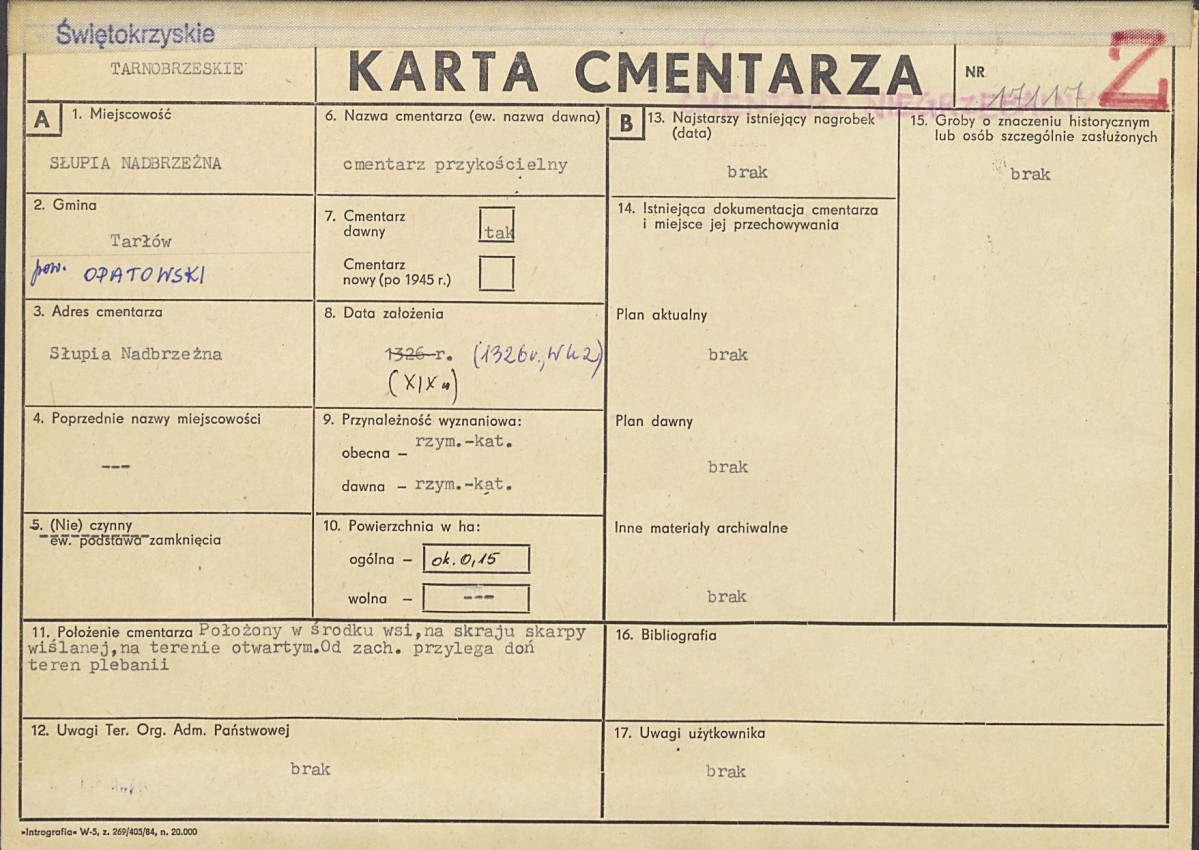 Świętokrzyskie
TARNOBRZESKIE
KARTA CMENTARZA
NR 17117
Z
CMENTARZ NIEGRZEBALNY
A
1. Miejscowość
SŁUPIA NADBRZEŻNA
2. Gmina
Tarłów
pow. OPATOWSKI
3. Adres cmentarza
Słupia Nadbrzeżna
4. Poprzednie nazwy miejscowości
---
5. (Nie) czynny
ew. podstawa zamknięcia
6. Nazwa cmentarza (ew. nazwa dawna)
cmentarz przykościelny
7. Cmentarz
dawny tak
Cmentarz
nowy (po 1945 r.)
8. Data założenia
1326 r. (1326 r., Wh 2)
(XIX w)
9. Przynależność wyznaniowa:
obecna – rzym.-kat.
dawna – rzym.-kat.
10. Powierzchnia w ha:
ogólna – ok. 0,15
wolna – ---
B
13. Najstarszy istniejący nagrobek
(data)
brak
14. Istniejąca dokumentacja cmentarza
i miejsce jej przechowywania
Plan aktualny
brak
Plan dawny
brak
Inne materiały archiwalne
brak
15. Groby o znaczeniu historycznym
lub osób szczególnie zasłużonych
brak
11. Położenie cmentarza Położony w środku wsi,na skraju skarpy
wiślanej,na terenie otwartym.Od zach. przylega doń
teren plebanii
12. Uwagi Ter. Org. Adm. Państwowej
brak
16. Bibliografia
17. Uwagi użytkownika
brak
»Intrografia« W-5, z. 269/405/84, n. 20.000